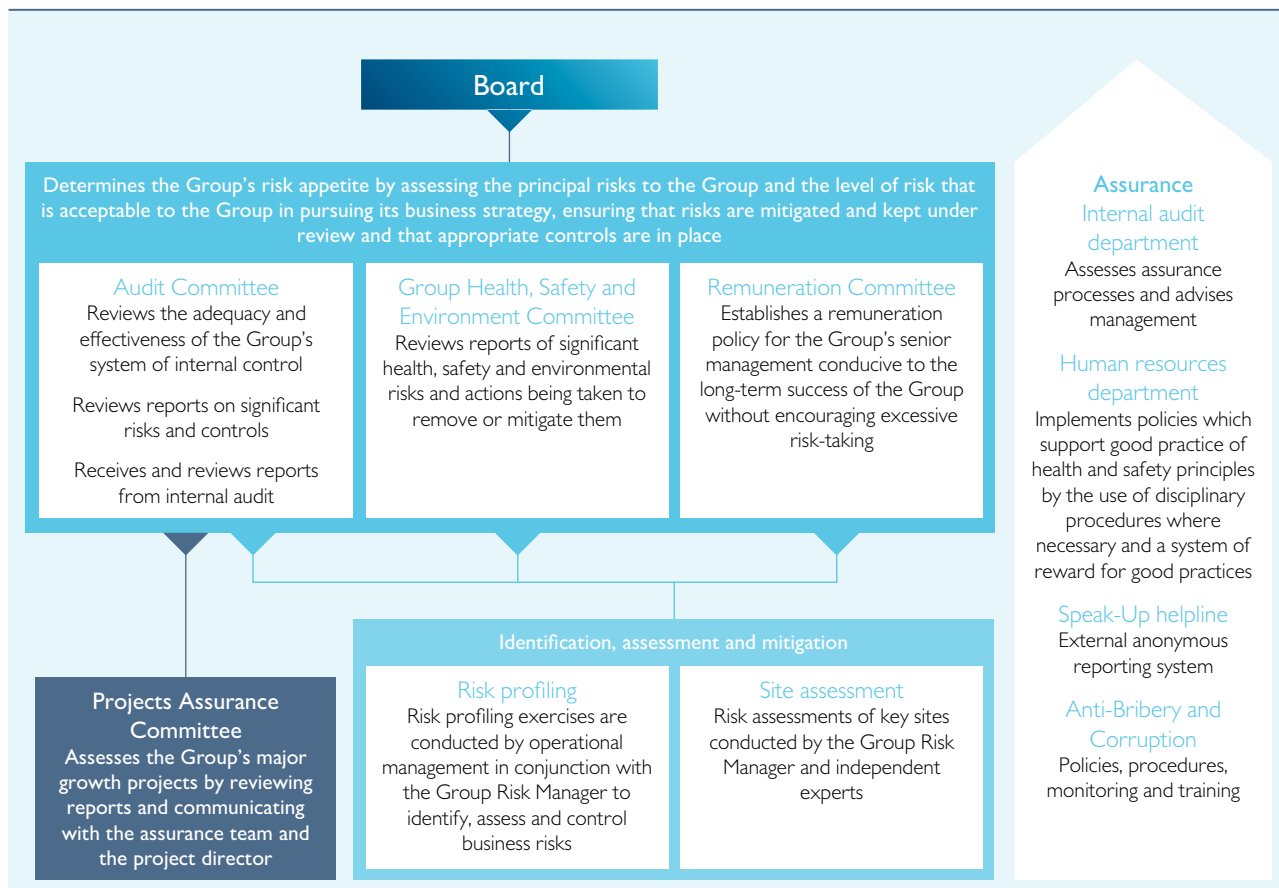 Board
Determines the Group's risk appetite by assessing the principal risks to the Group and the level of risk that
is acceptable to the Group in pursuing its business strategy, ensuring that risks are mitigated and kept under
review and that appropriate controls are in place
Audit Committee
Reviews the adequacy and
effectiveness of the Group's
system of internal control
Reviews reports on significant
risks and controls
Receives and reviews reports
from internal audit
Group Health, Safety and
Environment Committee
Reviews reports of significant
health, safety and environmental
risks and actions being taken to
remove or mitigate them
Remuneration Committee
Establishes a remuneration
policy for the Group's senior
management conducive to the
long-term success of the Group
without encouraging excessive
risk-taking
Projects Assurance
Committee
Assesses the Group's major
growth projects by reviewing
reports and communicating
with the assurance team and
the project director
Identification, assessment and mitigation
Risk profiling
Risk profiling exercises are
conducted by operational
management in conjunction with
the Group Risk Manager to
identify, assess and control
business risks
Site assessment
Risk assessments of key sites
conducted by the Group Risk
Manager and independent
experts
Assurance
Internal audit
department
Assesses assurance
processes and advises
management
Human resources
department
Implements policies which
support good practice of
health and safety principles
by the use of disciplinary
procedures where
necessary and a system of
reward for good practices
Speak-Up helpline
External anonymous
reporting system
Anti-Bribery and
Corruption
Policies, procedures,
monitoring and training